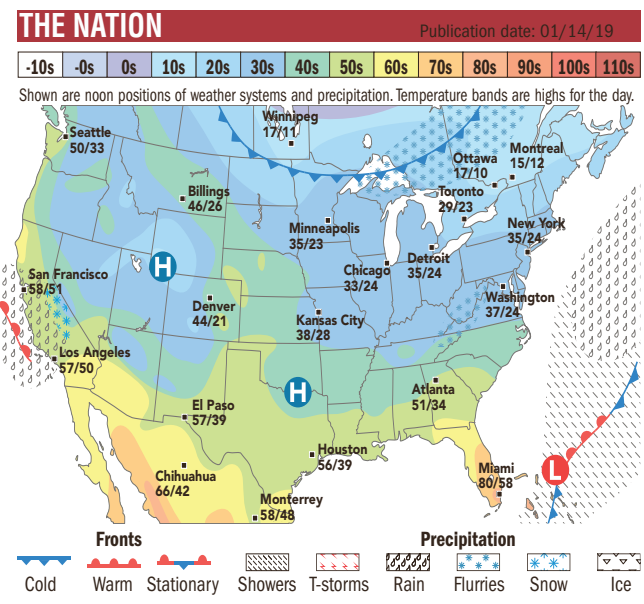 THE NATION
Publication date: 01/14/19
-10s -0s 0s 10s 20s 30s 40s 50s 60s 70s 80s 90s 100s 110s
Shown are noon positions of weather systems and precipitation. Temperature bands are highs for the day.
Winnipeg
17/11
Seattle
50/33
Montreal
15/12
Ottawa
17/10
Billings
46/26
Toronto
29/23
Minneapolis
35/23
New York
35/24
H
Chicago
33/24
Detroit
35/24
San Francisco
58/51
Washington
37/24
Denver
44/21
Kansas City
38/28
Los Angeles
57/50
H
Atlanta
51/34
El Paso
57/39
Houston
56/39
Chihuahua
66/42
Miami
80/58
L
Monterrey
58/48
Fronts
Precipitation
Cold Warm Stationary Showers T-storms Rain Flurries Snow Ice